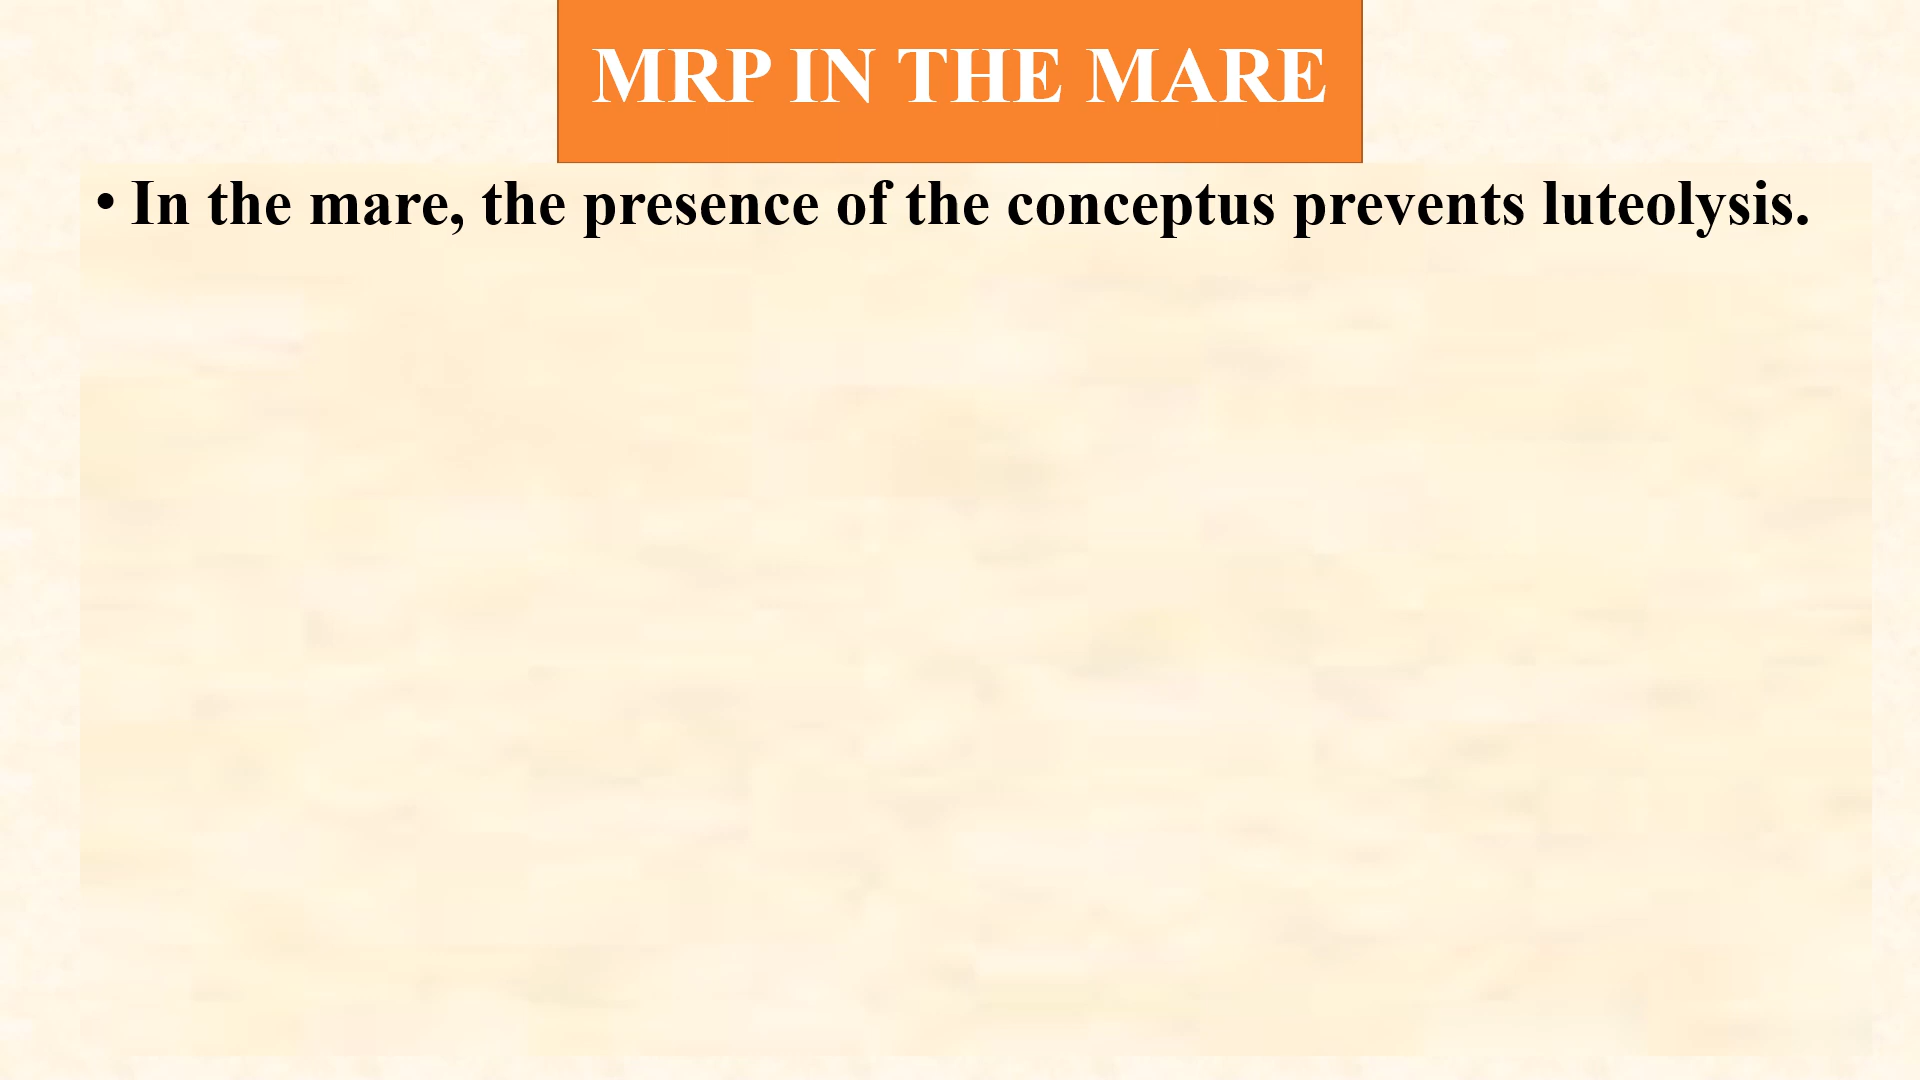 MRP IN THE MARE
• In the mare, the presence of the conceptus prevents luteolysis.